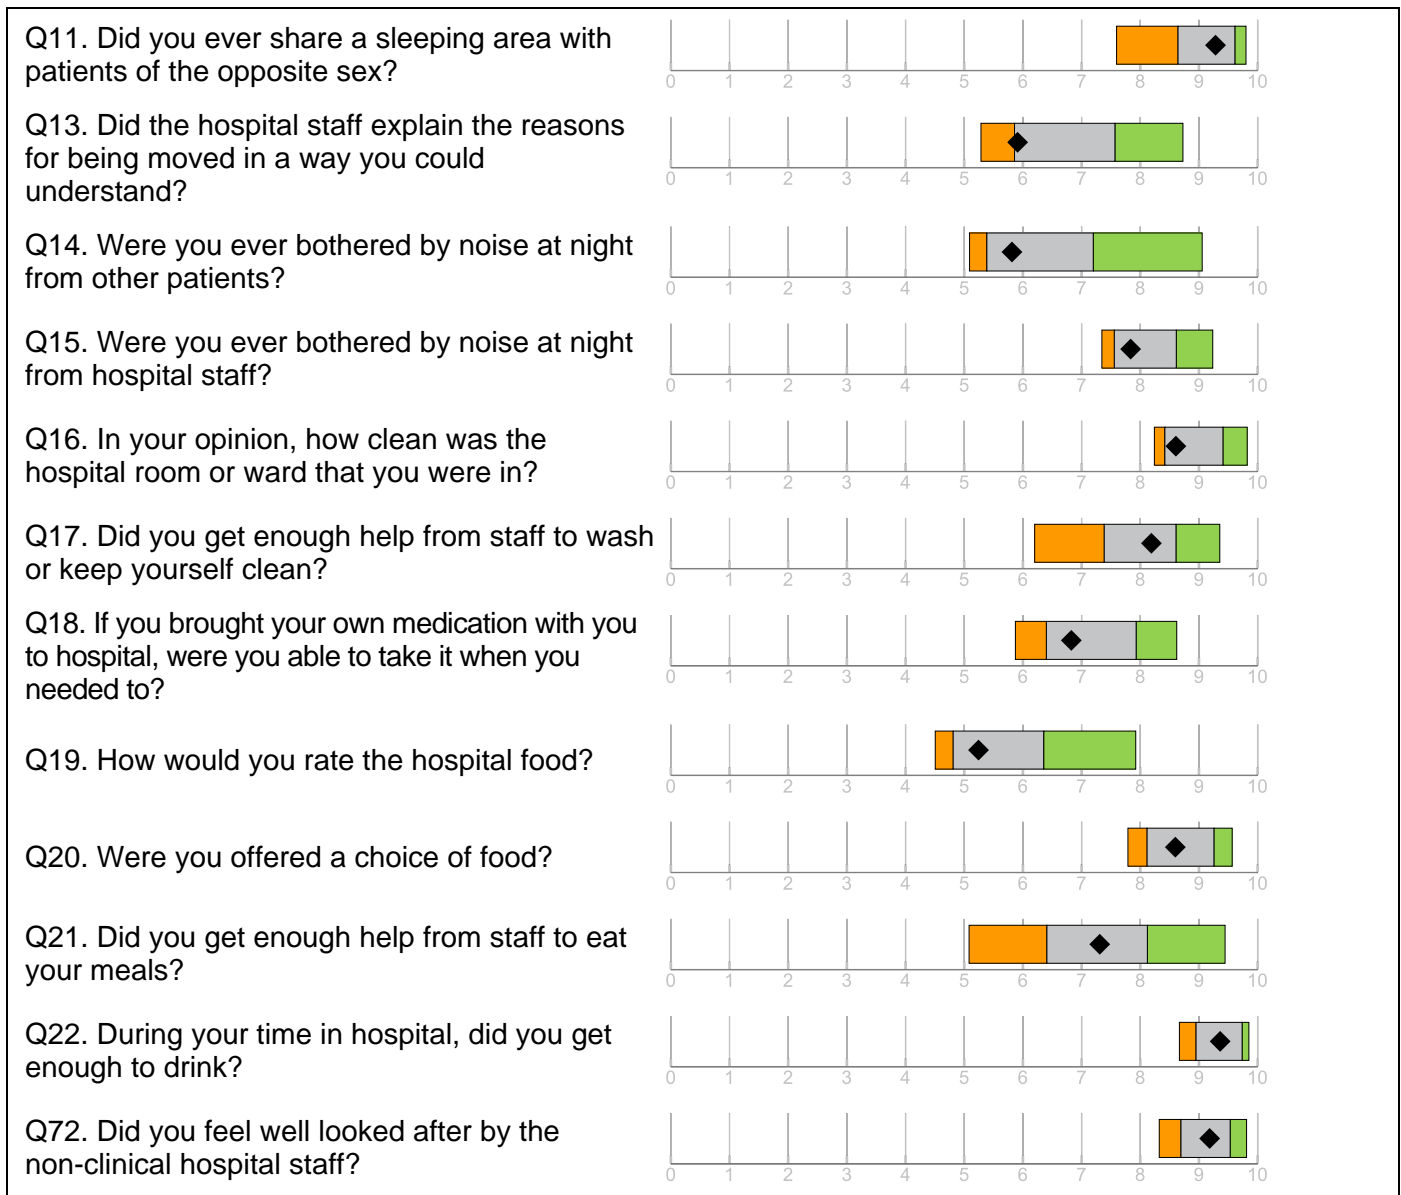 Q11. Did you ever share a sleeping area with
patients of the opposite sex?
0 1 2 3 4 5 6 7 8 9 10
Q13. Did the hospital staff explain the reasons
for being moved in a way you could
understand?
0 1 2 3 4 5 6 7 8 9 10
Q14. Were you ever bothered by noise at night
from other patients?
0 1 2 3 4 5 6 7 8 9 10
Q15. Were you ever bothered by noise at night
from hospital staff?
0 1 2 3 4 5 6 7 8 9 10
Q16. In your opinion, how clean was the
hospital room or ward that you were in?
0 1 2 3 4 5 6 7 8 9 10
Q17. Did you get enough help from staff to wash
or keep yourself clean?
0 1 2 3 4 5 6 7 8 9 10
Q18. If you brought your own medication with you
to hospital, were you able to take it when you
needed to?
0 1 2 3 4 5 6 7 8 9 10
Q19. How would you rate the hospital food?
0 1 2 3 4 5 6 7 8 9 10
Q20. Were you offered a choice of food?
0 1 2 3 4 5 6 7 8 9 10
Q21. Did you get enough help from staff to eat
your meals?
0 1 2 3 4 5 6 7 8 9 10
Q22. During your time in hospital, did you get
enough to drink?
0 1 2 3 4 5 6 7 8 9 10
Q72. Did you feel well looked after by the
non-clinical hospital staff?
0 1 2 3 4 5 6 7 8 9 10